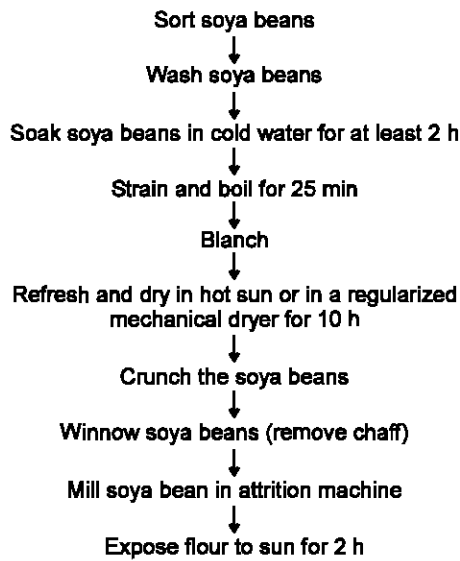 Sort soya beans
Wash soya beans
Soak soya beans in cold water for at least 2 h
Strain and boil for 25 min
Blanch
Refresh and dry in hot sun or in a regularized
mechanical dryer for 10 h
Crunch the soya beans
Winnow soya beans (remove chaff)
Mill soya bean in attrition machine
Expose flour to sun for 2 h